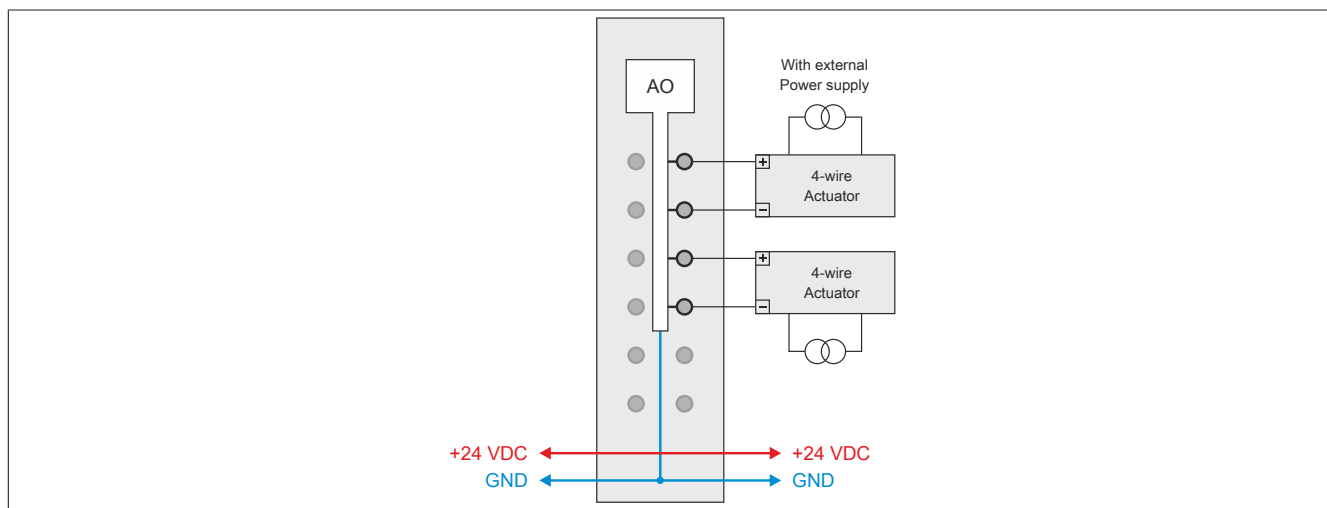 With external
Power supply
AO
+
4-wire
Actuator
−
+
4-wire
Actuator
−
+24 VDC
+24 VDC
GND
GND